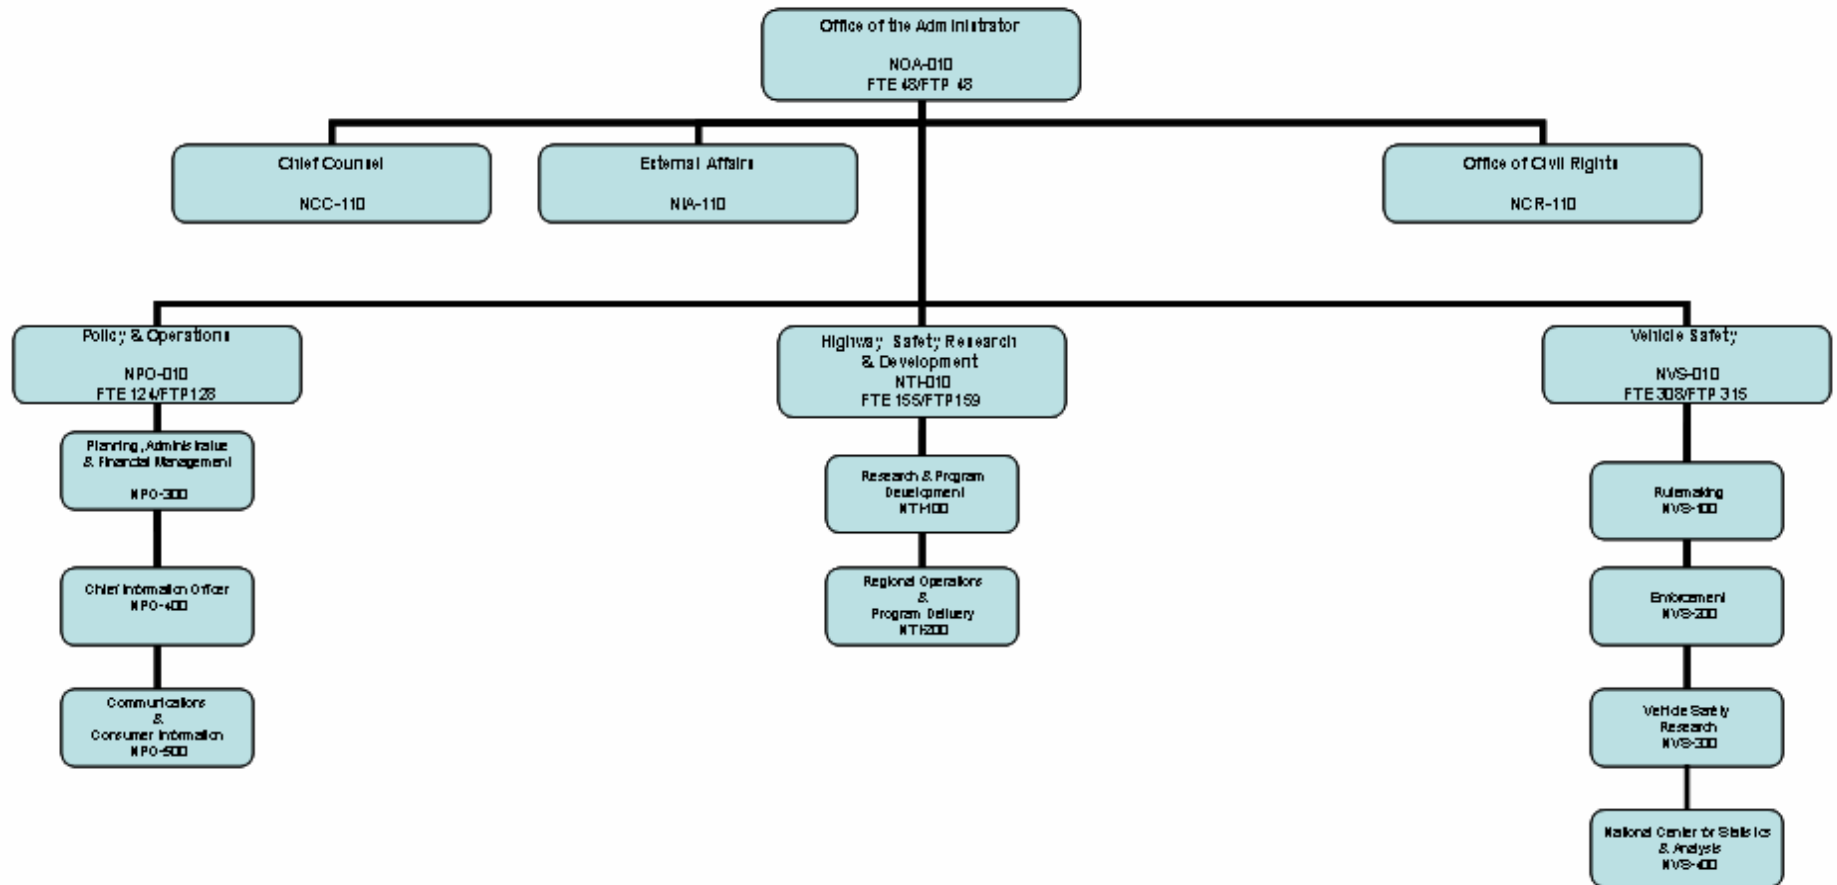 Office of the Administrator
NOA-010
FTE 48/FTP 48
Chief Counsel
NCC-110
External Affairs
NIA-110
Office of Civil Rights
NCR-110
Policy & Operations
NPO-010
FTE 124/FTP128
Highway Safety Research
& Development
NTI-010
FTE 155/FTP159
Vehicle Safety
NVS-010
FTE 308/FTP 315
Planning, Administrative
& Financial Management
NPO-300
Chief Information Officer
NPO-400
Communications
&
Consumer Information
NPO-500
Research & Program
Development
NTI-100
Regional Operations
&
Program Delivery
NTI-200
Rulemaking
NVS-100
Enforcement
NVS-200
Vehicle Safety
Research
NVS-300
National Center for Statistics
& Analysis
NVS-400